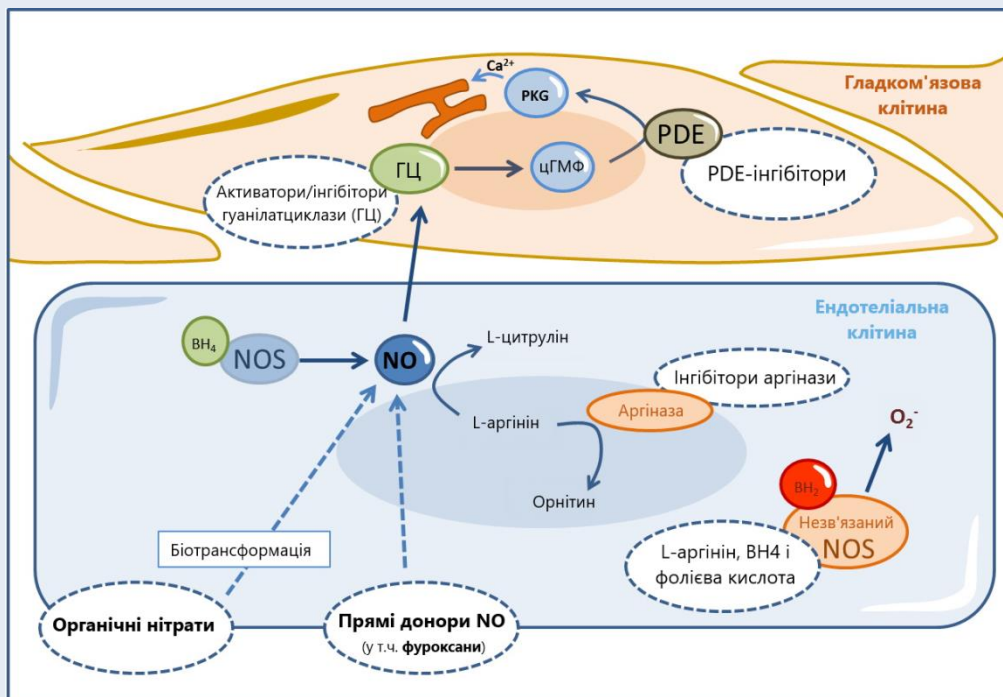 Гладком'язова
клітина
Ca²⁺
PKG
PDE
ГЦ
цГМФ
PDE-інгібітори
Активатори/інгібітори
гуанілатциклази (ГЦ)
Ендотеліальна
клітина
BH₄
NOS
NO
L-цитрулін
Інгібітори аргінази
L-аргінін
Аргіназа
O₂⁻
BH₂
Орнітин
Незв'язаний
NOS
L-аргінін, BH4 і
фолієва кислота
Біотрансформація
Органічні нітрати
Прямі донори NO
(у т.ч. фуроксани)